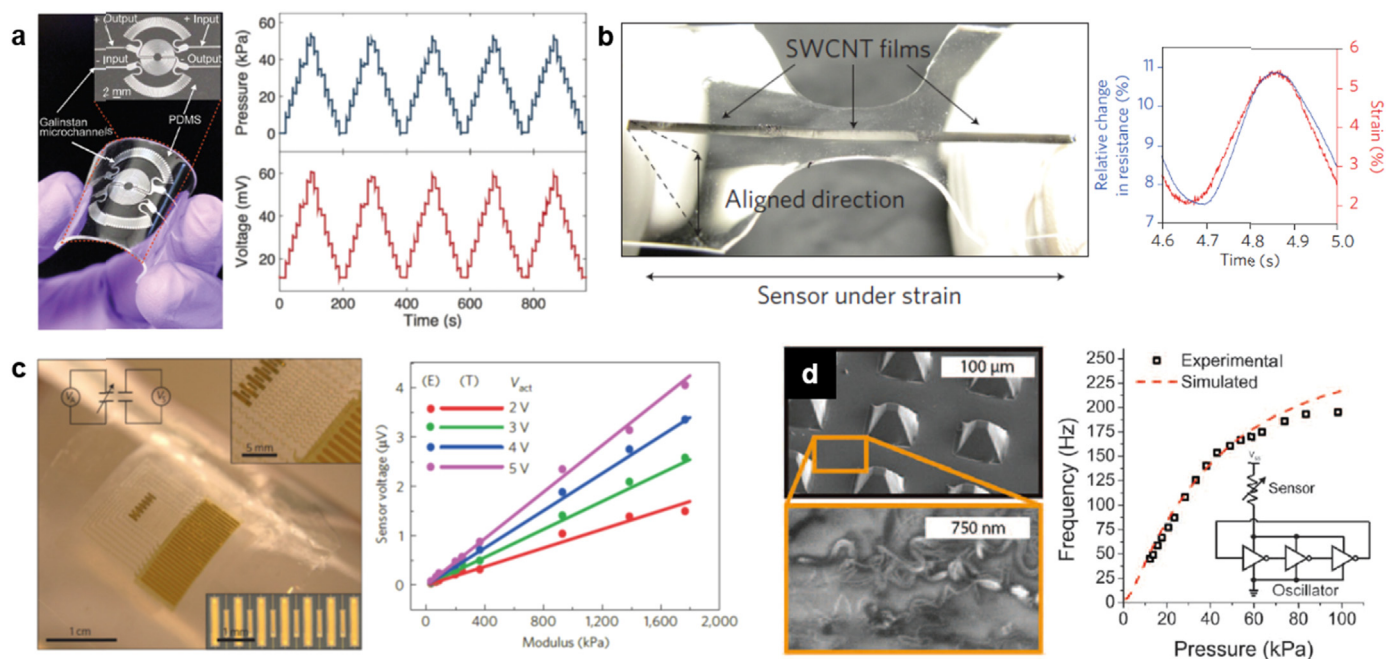 a
+ Output
+ Input
- Input
- Output
2 mm
Galinstan
microchannels
PDMS
Pressure (kPa)
60
40
20
0
Voltage (mV)
60
40
20
0
200
400
600
800
Time (s)
b
SWCNT films
Aligned direction
Sensor under strain
Relative change
in resistance (%)
11
10
9
8
7
Strain (%)
6
5
4
3
2
4.6
4.7
4.8
4.9
5.0
Time (s)
c
5 mm
1 cm
1 mm
Sensor voltage (µV)
4
3
2
1
0
(E)
(T)
Vact
2 V
3 V
4 V
5 V
0
400
800
1,200
1,600
2,000
Modulus (kPa)
d
100 µm
750 nm
Frequency (Hz)
250
225
200
175
150
125
100
75
50
25
0
Experimental
Simulated
Sensor
Oscillator
0
20
40
60
80
100
Pressure (kPa)